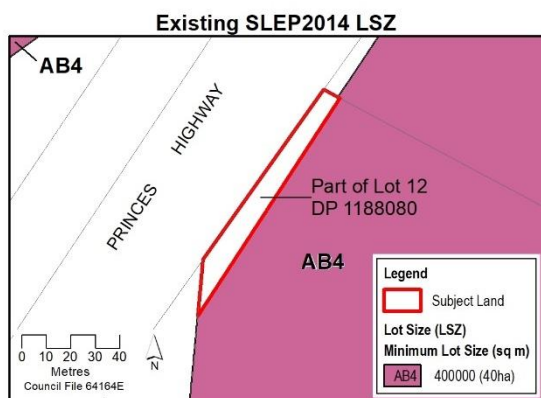 Existing SLEP2014 LSZ
AB4
PRINCES HIGHWAY
Part of Lot 12
DP 1188080
AB4
0 10 20 30 40
Metres
Council File 64164E
N
Legend
Subject Land
Lot Size (LSZ)
Minimum Lot Size (sq m)
AB4 400000 (40ha)